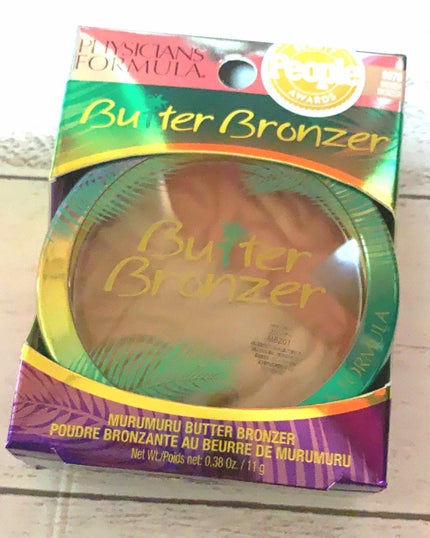 PHYSICIANS
FORMULA.
People
AWARDS
Butter Bronzer
Butter
Bronzer
FORMULA
MURUMURU BUTTER BRONZER
POUDRE BRONZANTE AU BEURRE DE MURUMURU
Net Wt./Poids net: 0.38 Oz. / 11 g